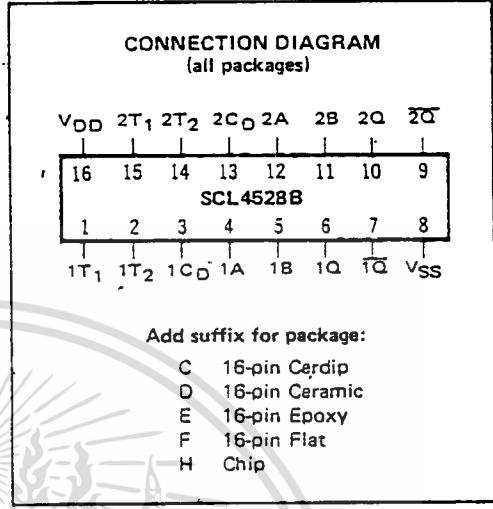 CONNECTION DIAGRAM
(all packages)
VDD 2T1 2T2 2CD 2A 2B 2Q 2Q̅
16 15 14 13 12 11 10 9
SCL4528B
1 2 3 4 5 6 7 8
1T1 1T2 1CD 1A 1B 1Q 1Q̅ VSS
Add suffix for package:
C 16-pin Cerdip
D 16-pin Ceramic
E 16-pin Epoxy
F 16-pin Flat
H Chip